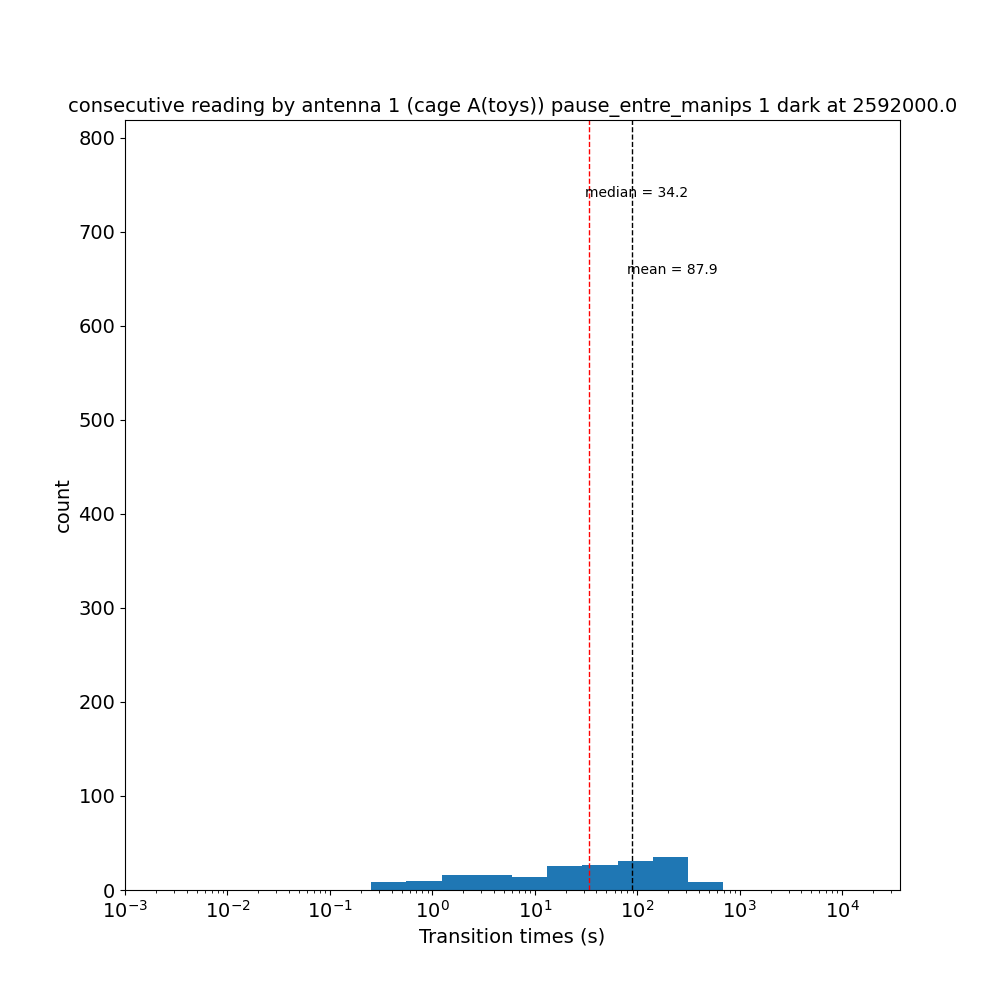 consecutive reading by antenna 1 (cage A(toys)) pause_entre_manips 1 dark at 2592000.0
800
median = 34.2
700
mean = 87.9
600
500
400
count
300
200
100
0
10⁻³ 10⁻² 10⁻¹ 10⁰ 10¹ 10² 10³ 10⁴
Transition times (s)